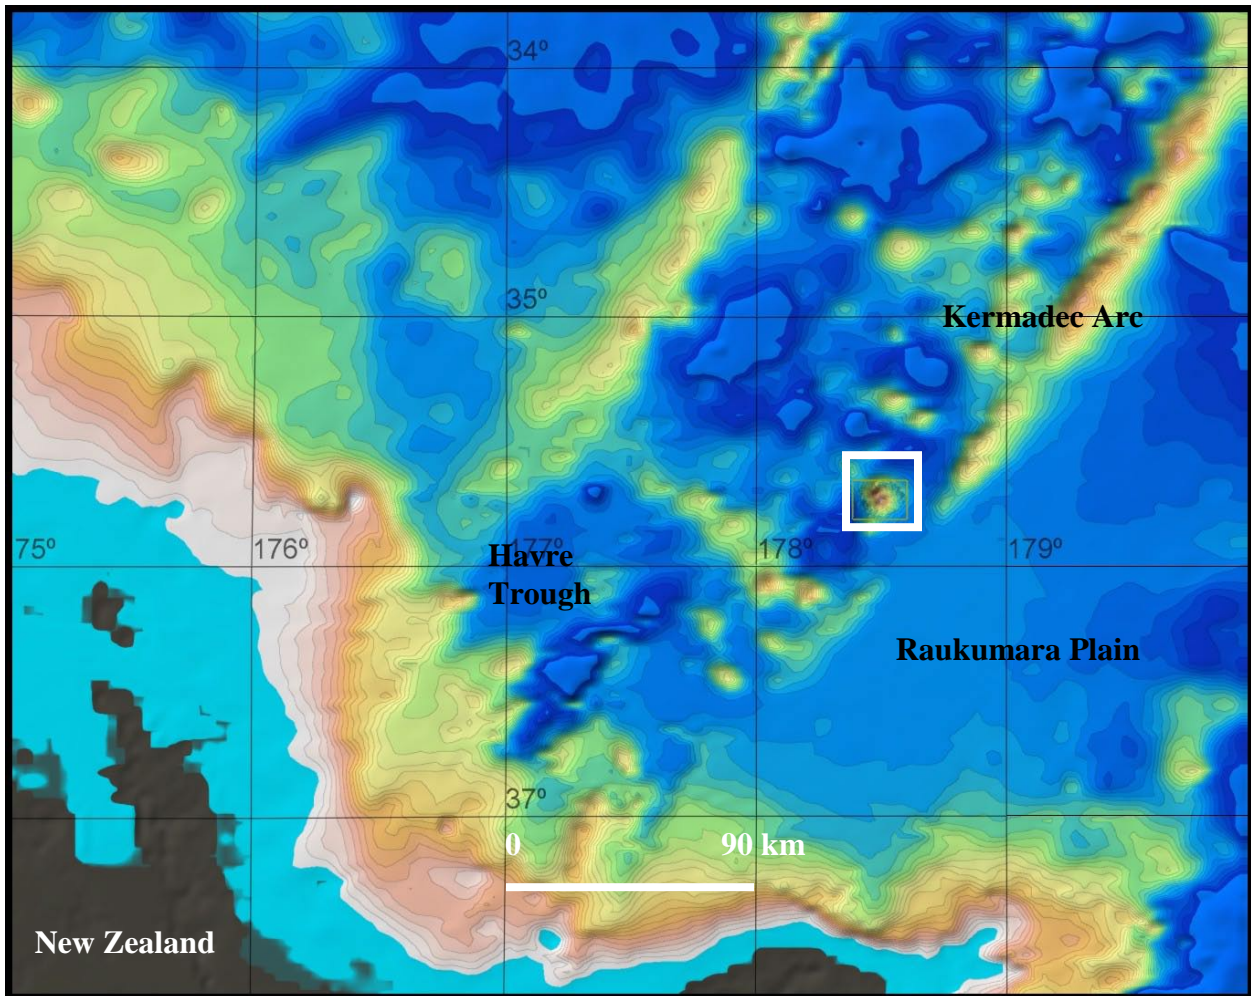 34º
35º
Kermadec Arc
75º
176º
177º
178º
179º
Havre
Trough
Raukumara Plain
37º
0
90 km
New Zealand